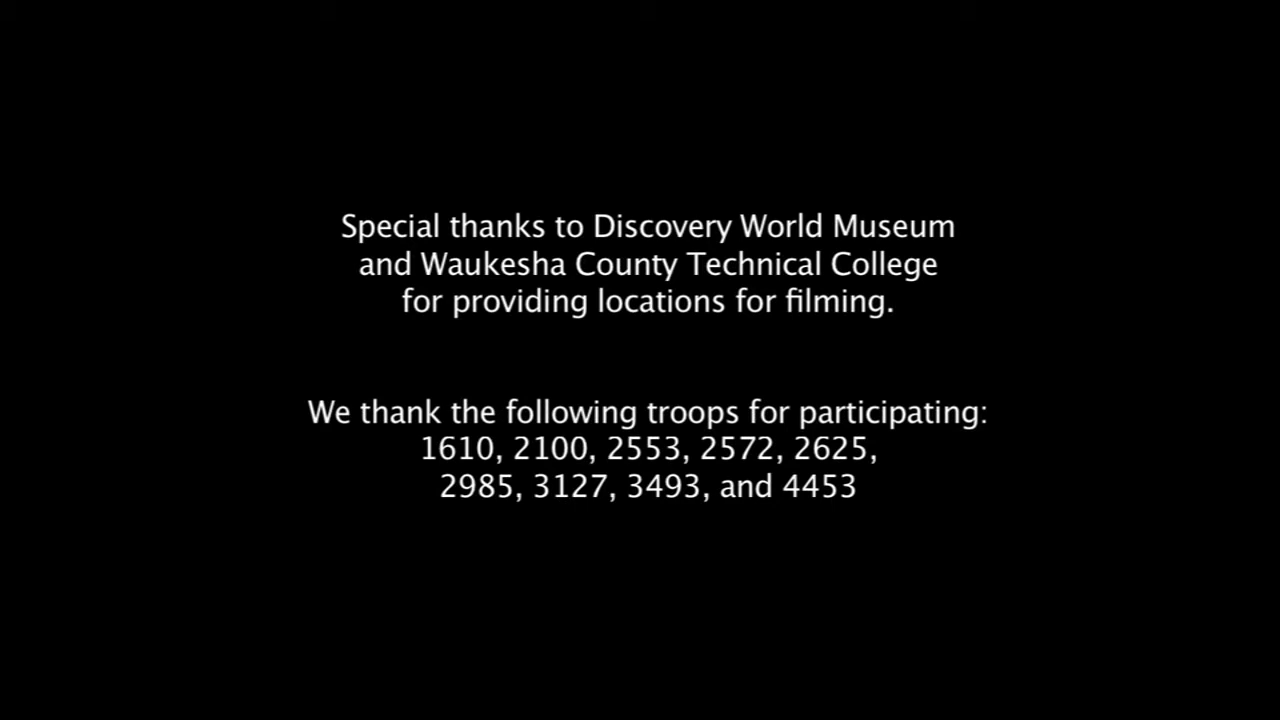 Special thanks to Discovery World Museum
and Waukesha County Technical College
for providing locations for filming.
We thank the following troops for participating:
1610, 2100, 2553, 2572, 2625,
2985, 3127, 3493, and 4453